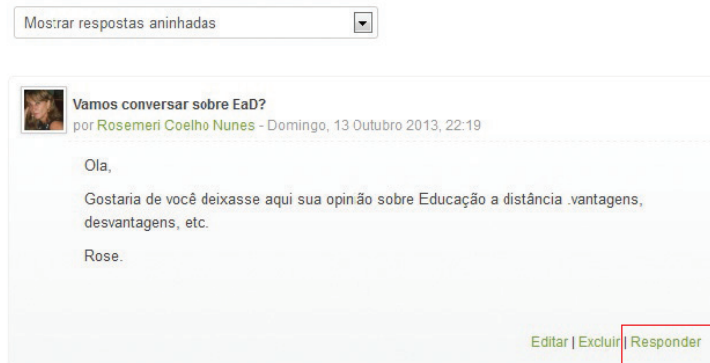 Mostrar respostas aninhadas
Vamos conversar sobre EaD?
por Rosemeri Coelho Nunes - Domingo, 13 Outubro 2013, 22:19
Ola,
Gostaria de você deixasse aqui sua opinião sobre Educação a distância .vantagens,
desvantagens, etc.
Rose.
Editar | Excluir | Responder